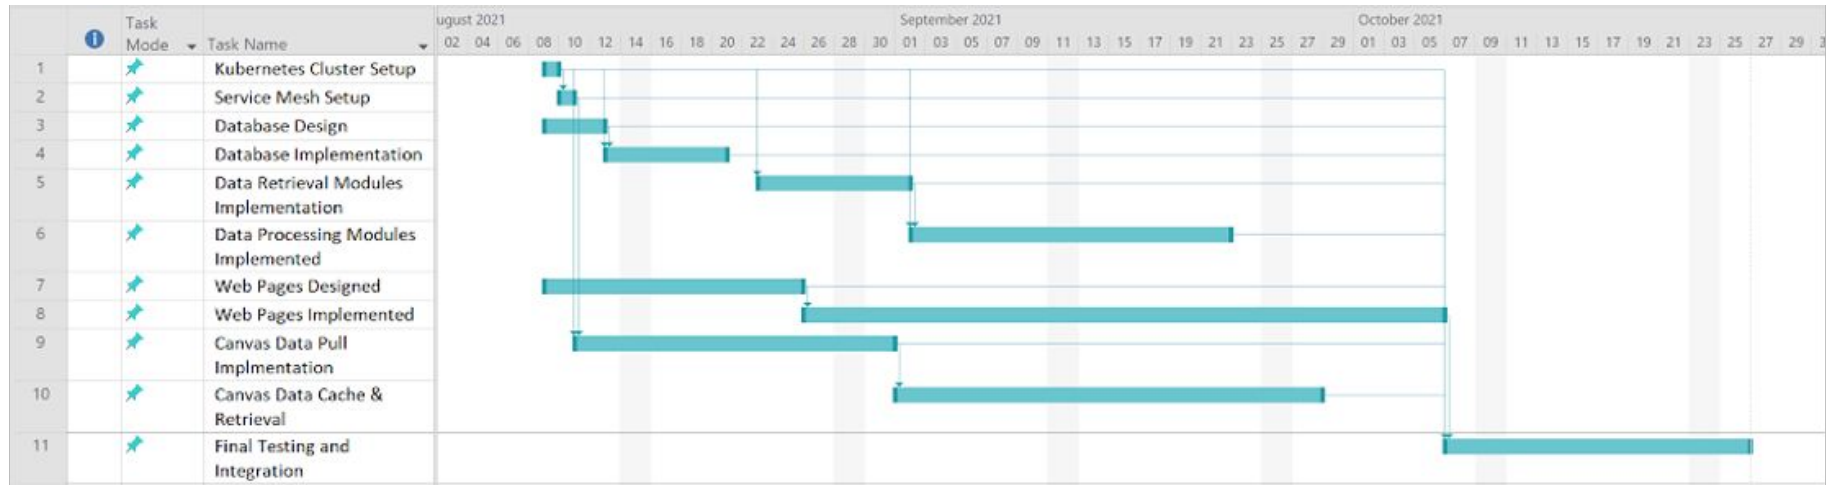 Task
Mode
Task Name
ugust 2021
September 2021
October 2021
02 04 06 08 10 12 14 16 18 20 22 24 26 28 30 01 03 05 07 09 11 13 15 17 19 21 23 25 27 29 01 03 05 07 09 11 13 15 17 19 21 23 25 27 29
1 Kubernetes Cluster Setup
2 Service Mesh Setup
3 Database Design
4 Database Implementation
5 Data Retrieval Modules
Implementation
6 Data Processing Modules
Implemented
7 Web Pages Designed
8 Web Pages Implemented
9 Canvas Data Pull
Implmentation
10 Canvas Data Cache &
Retrieval
11 Final Testing and
Integration